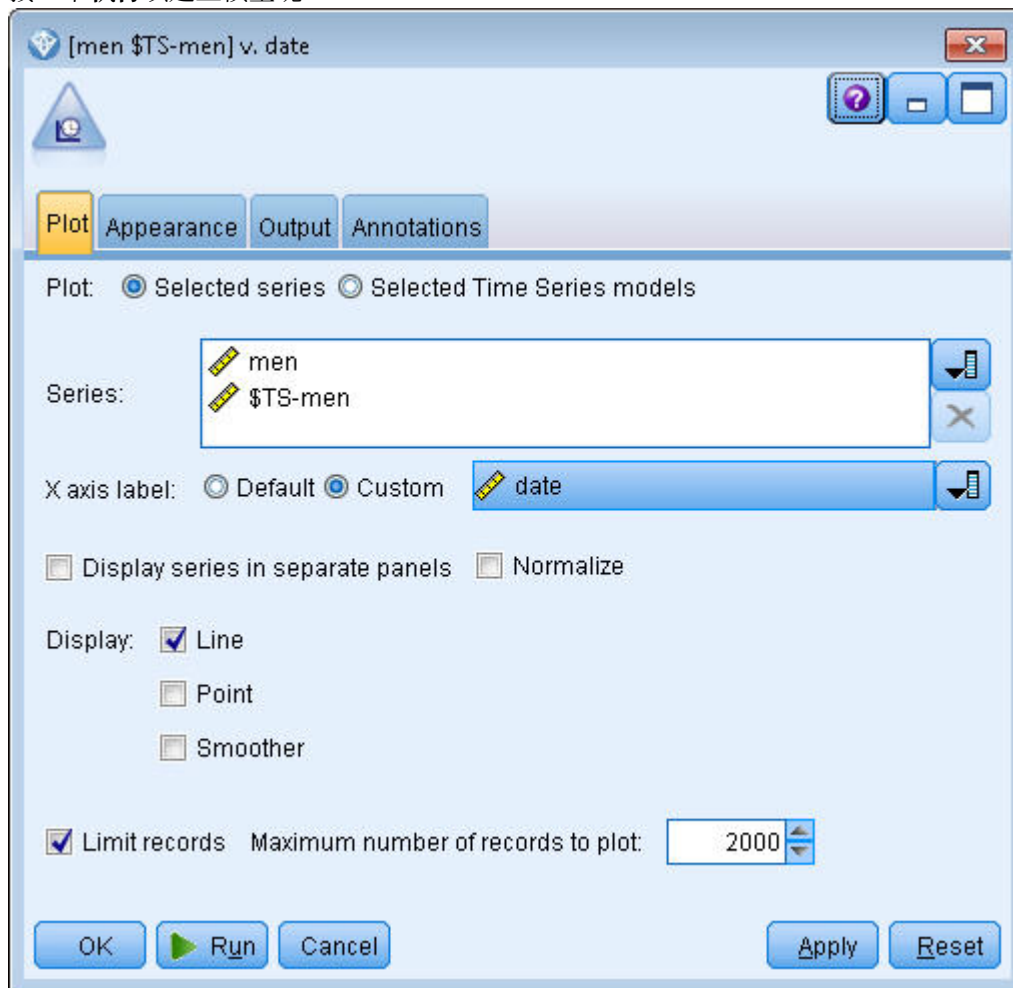 [men $TS-men] v. date
Plot Appearance Output Annotations
Plot: Selected series Selected Time Series models
Series:
men
$TS-men
X axis label: Default Custom date
Display series in separate panels Normalize
Display: Line
Point
Smoother
Limit records Maximum number of records to plot: 2000
OK Run Cancel Apply Reset